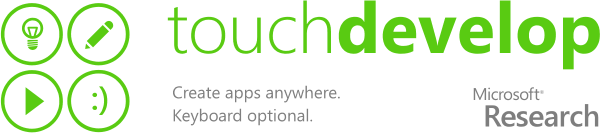 touchdevelop
:)
Create apps anywhere.
Keyboard optional.
Microsoft®
Research